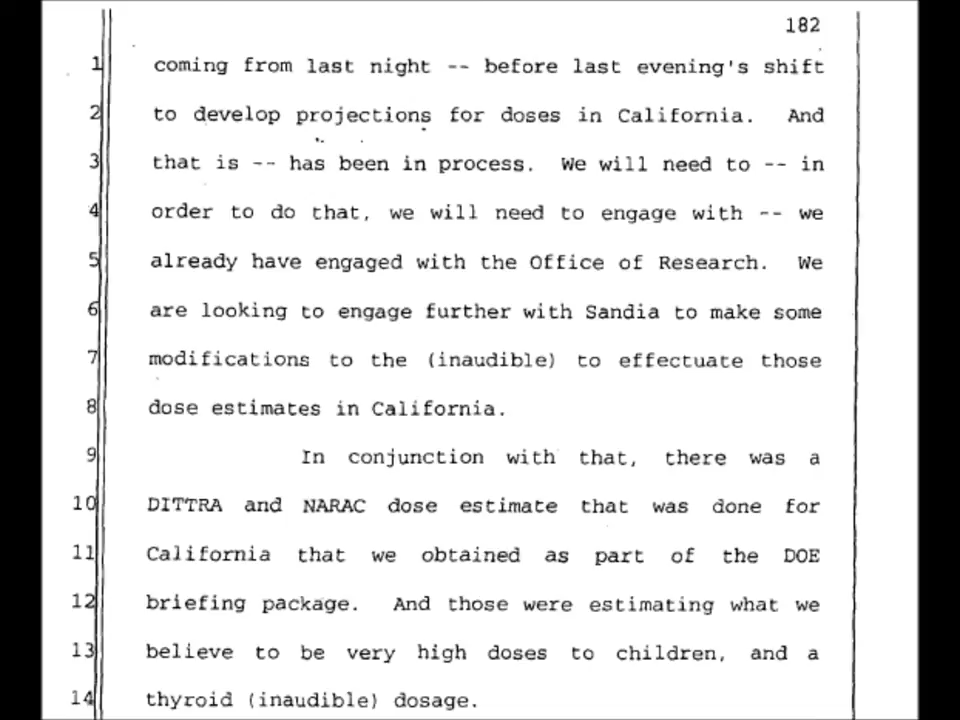 182
1 coming from last night -- before last evening's shift
2 to develop projections for doses in California. And
3 that is -- has been in process. We will need to -- in
4 order to do that, we will need to engage with -- we
5 already have engaged with the Office of Research. We
6 are looking to engage further with Sandia to make some
7 modifications to the (inaudible) to effectuate those
8 dose estimates in California.
9 In conjunction with that, there was a
10 DITTRA and NARAC dose estimate that was done for
11 California that we obtained as part of the DOE
12 briefing package. And those were estimating what we
13 believe to be very high doses to children, and a
14 thyroid (inaudible) dosage.